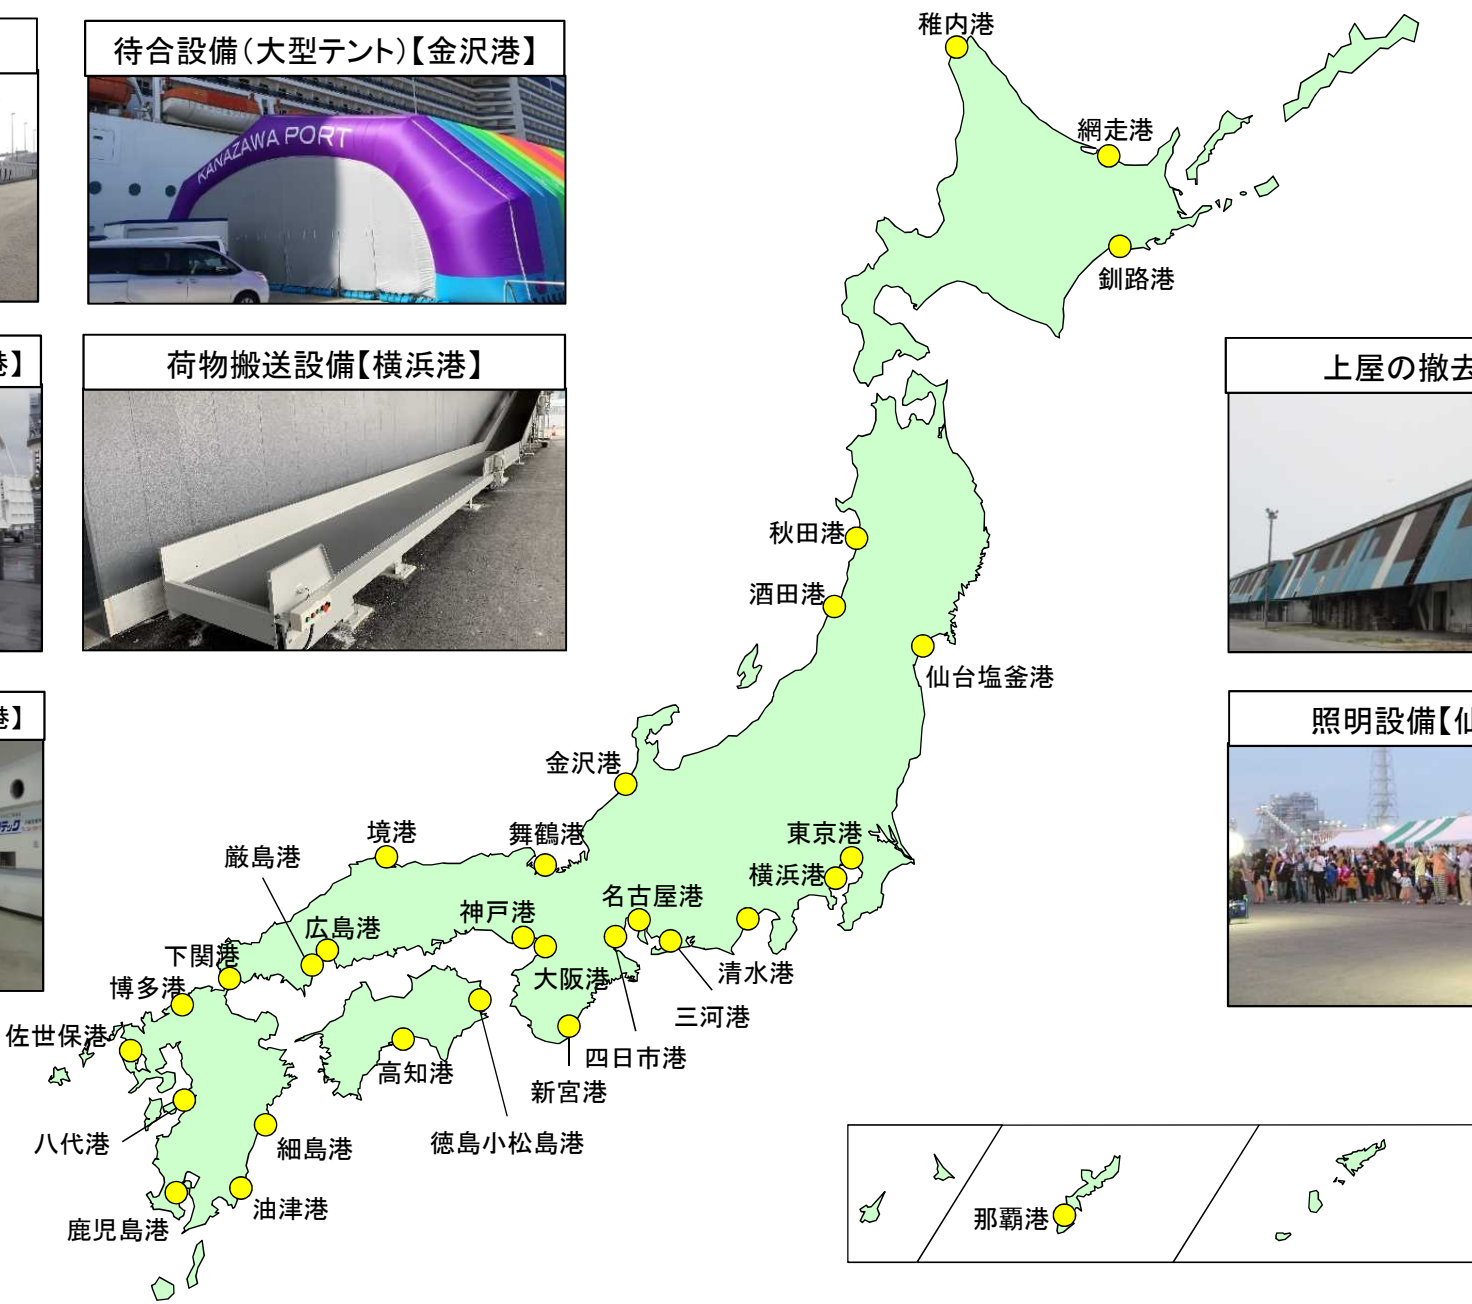 待合設備(大型テント)【金沢港】
KANAZAWA PORT
港】
荷物搬送設備【横浜港】
港】
上屋の撤去
照明設備【仙
稚内港
網走港
釧路港
秋田港
酒田港
仙台塩釜港
金沢港
東京港
横浜港
境港
舞鶴港
厳島港
名古屋港
神戸港
広島港
下関港
大阪港
清水港
博多港
三河港
佐世保港
四日市港
高知港
新宮港
八代港
細島港
徳島小松島港
油津港
鹿児島港
那覇港